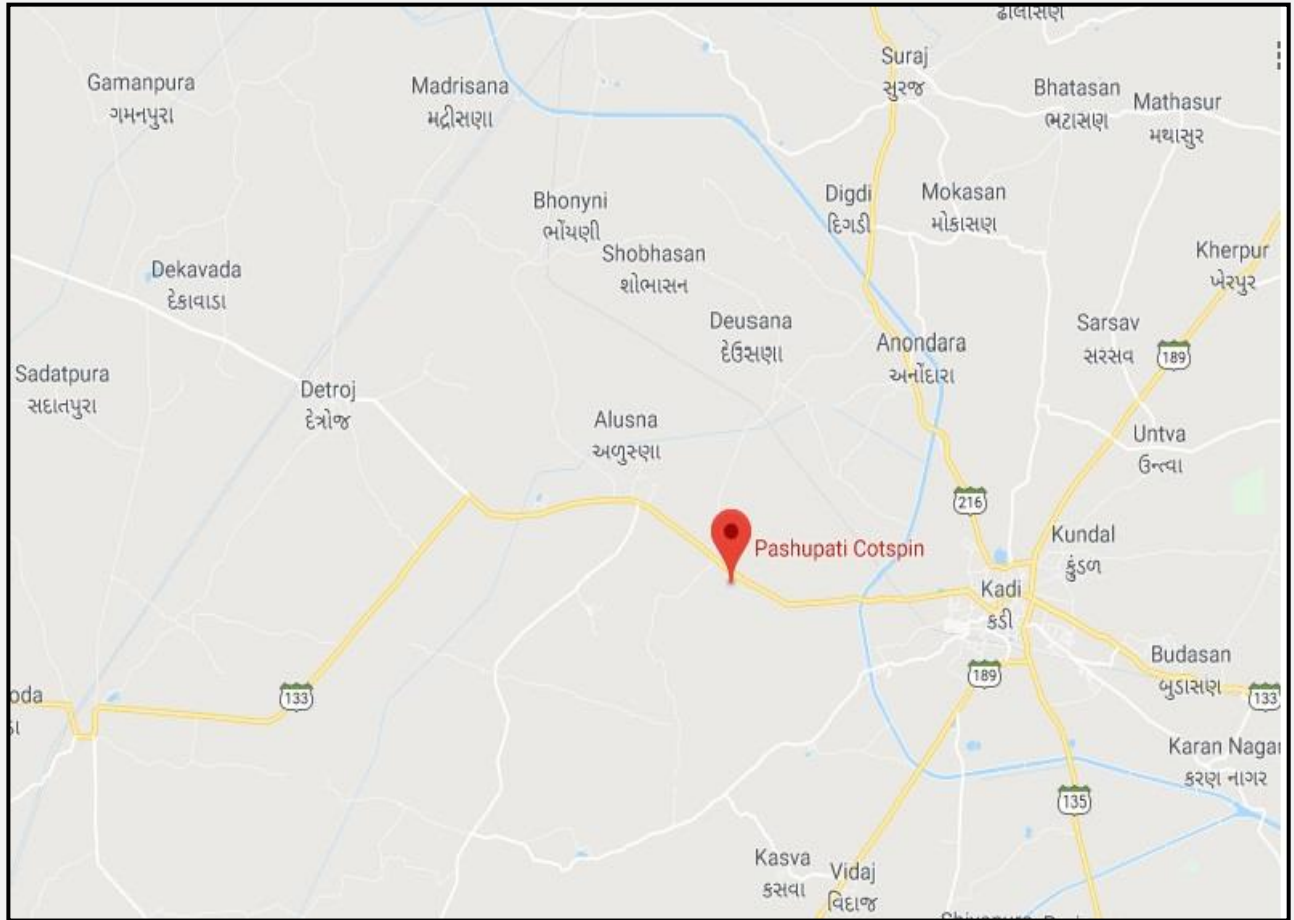 ઢાલાસણ
Suraj
સુરજ
Gamanpura
ગમનપુરા
Madrisana
મદ્રીસણા
Bhatasan
ભટાસણ
Mathasur
મથાસુર
Bhonyni
ભોંયણી
Digdi
દિગડી
Mokasan
મોકાસણ
Shobhasan
શોભાસન
Kherpur
ખેરપુર
Dekavada
દેકાવાડા
Deusana
દેઉસણા
Sarsav
સરસવ
Anondara
અનોંદારા
189
Sadatpura
સદાતપુરા
Detroj
દેત્રોજ
Alusna
અળુસ્ણા
Untva
ઉન્ત્વા
216
Pashupati Cotspin
Kundal
કુંડળ
Kadi
કડી
Budasan
બુડાસણ
189
133
133
oda
Karan Nagar
કરણ નાગર
135
Kasva
કસવા
Vidaj
વિદાજ